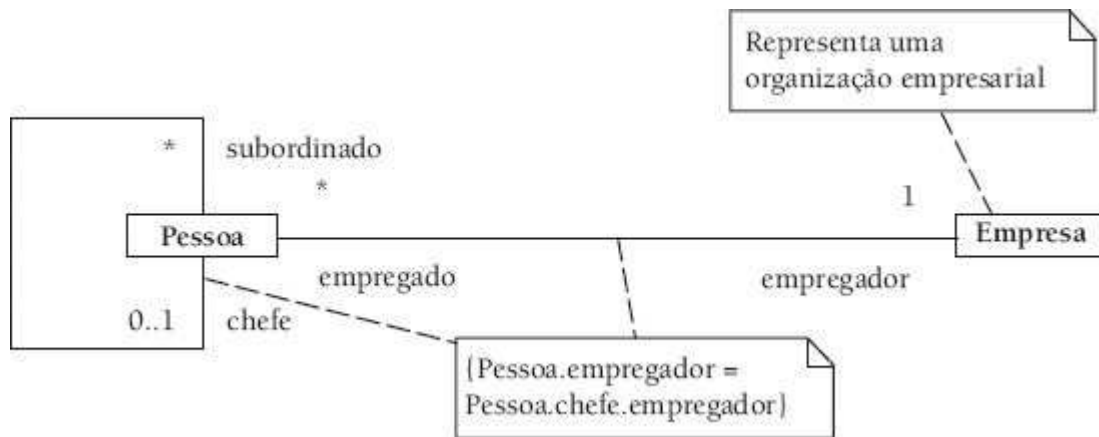 Representa uma
organização empresarial
* subordinado
*
1
Pessoa
Empresa
empregado
empregador
0..1 chefe
{Pessoa.empregador =
Pessoa.chefe.empregador}